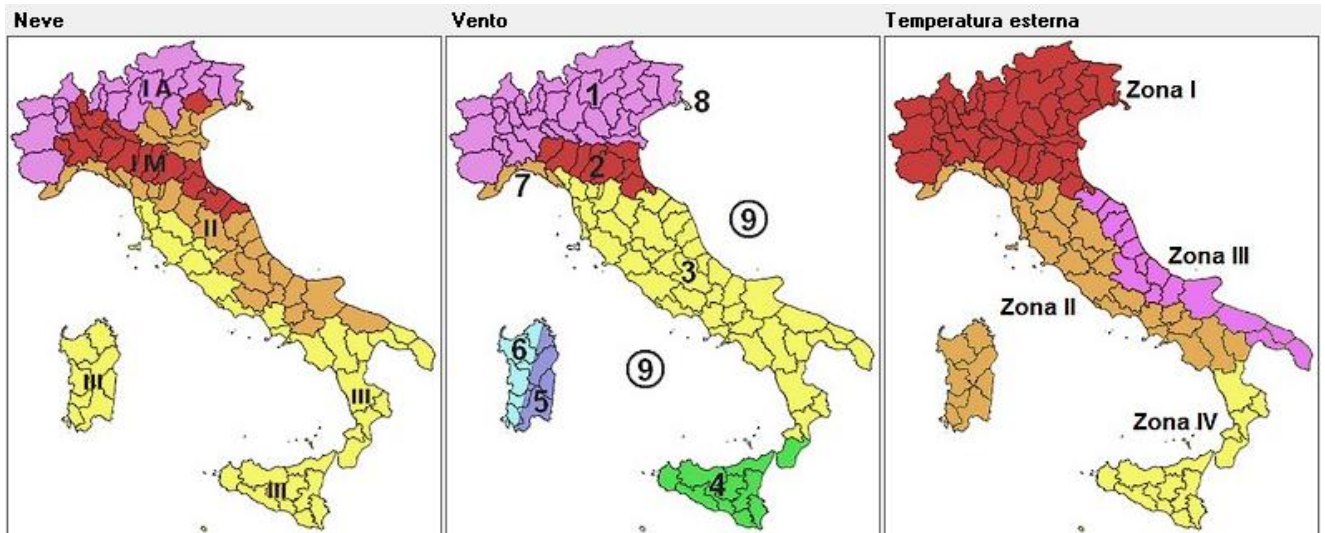 Neve
I A
I M
II
III
III
III
Vento
1
8
2
7
9
3
6
9
5
4
Temperatura esterna
Zona I
Zona III
Zona II
Zona IV